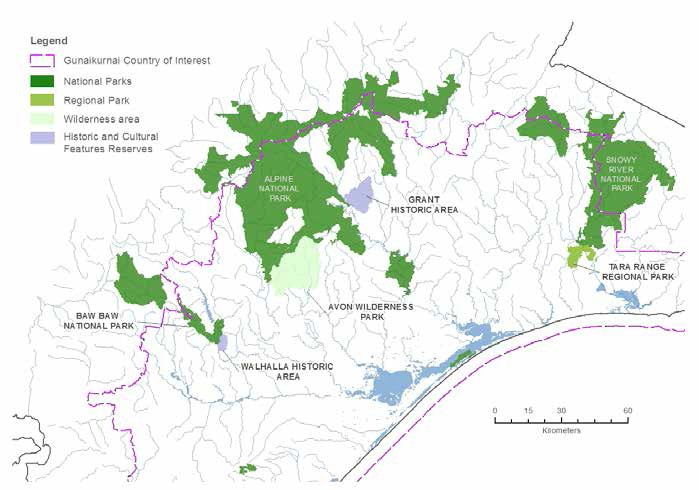 Legend
Gunaikurnai Country of Interest
National Parks
Regional Park
Wilderness area
Historic and Cultural
Features Reserves
ALPINE
NATIONAL
PARK
SNOWY
RIVER
NATIONAL
PARK
GRANT
HISTORIC AREA
TARA RANGE
REGIONAL PARK
AVON WILDERNESS
PARK
BAW BAW
NATIONAL PARK
WALHALLA HISTORIC
AREA
0 15 30 60
Kilometers